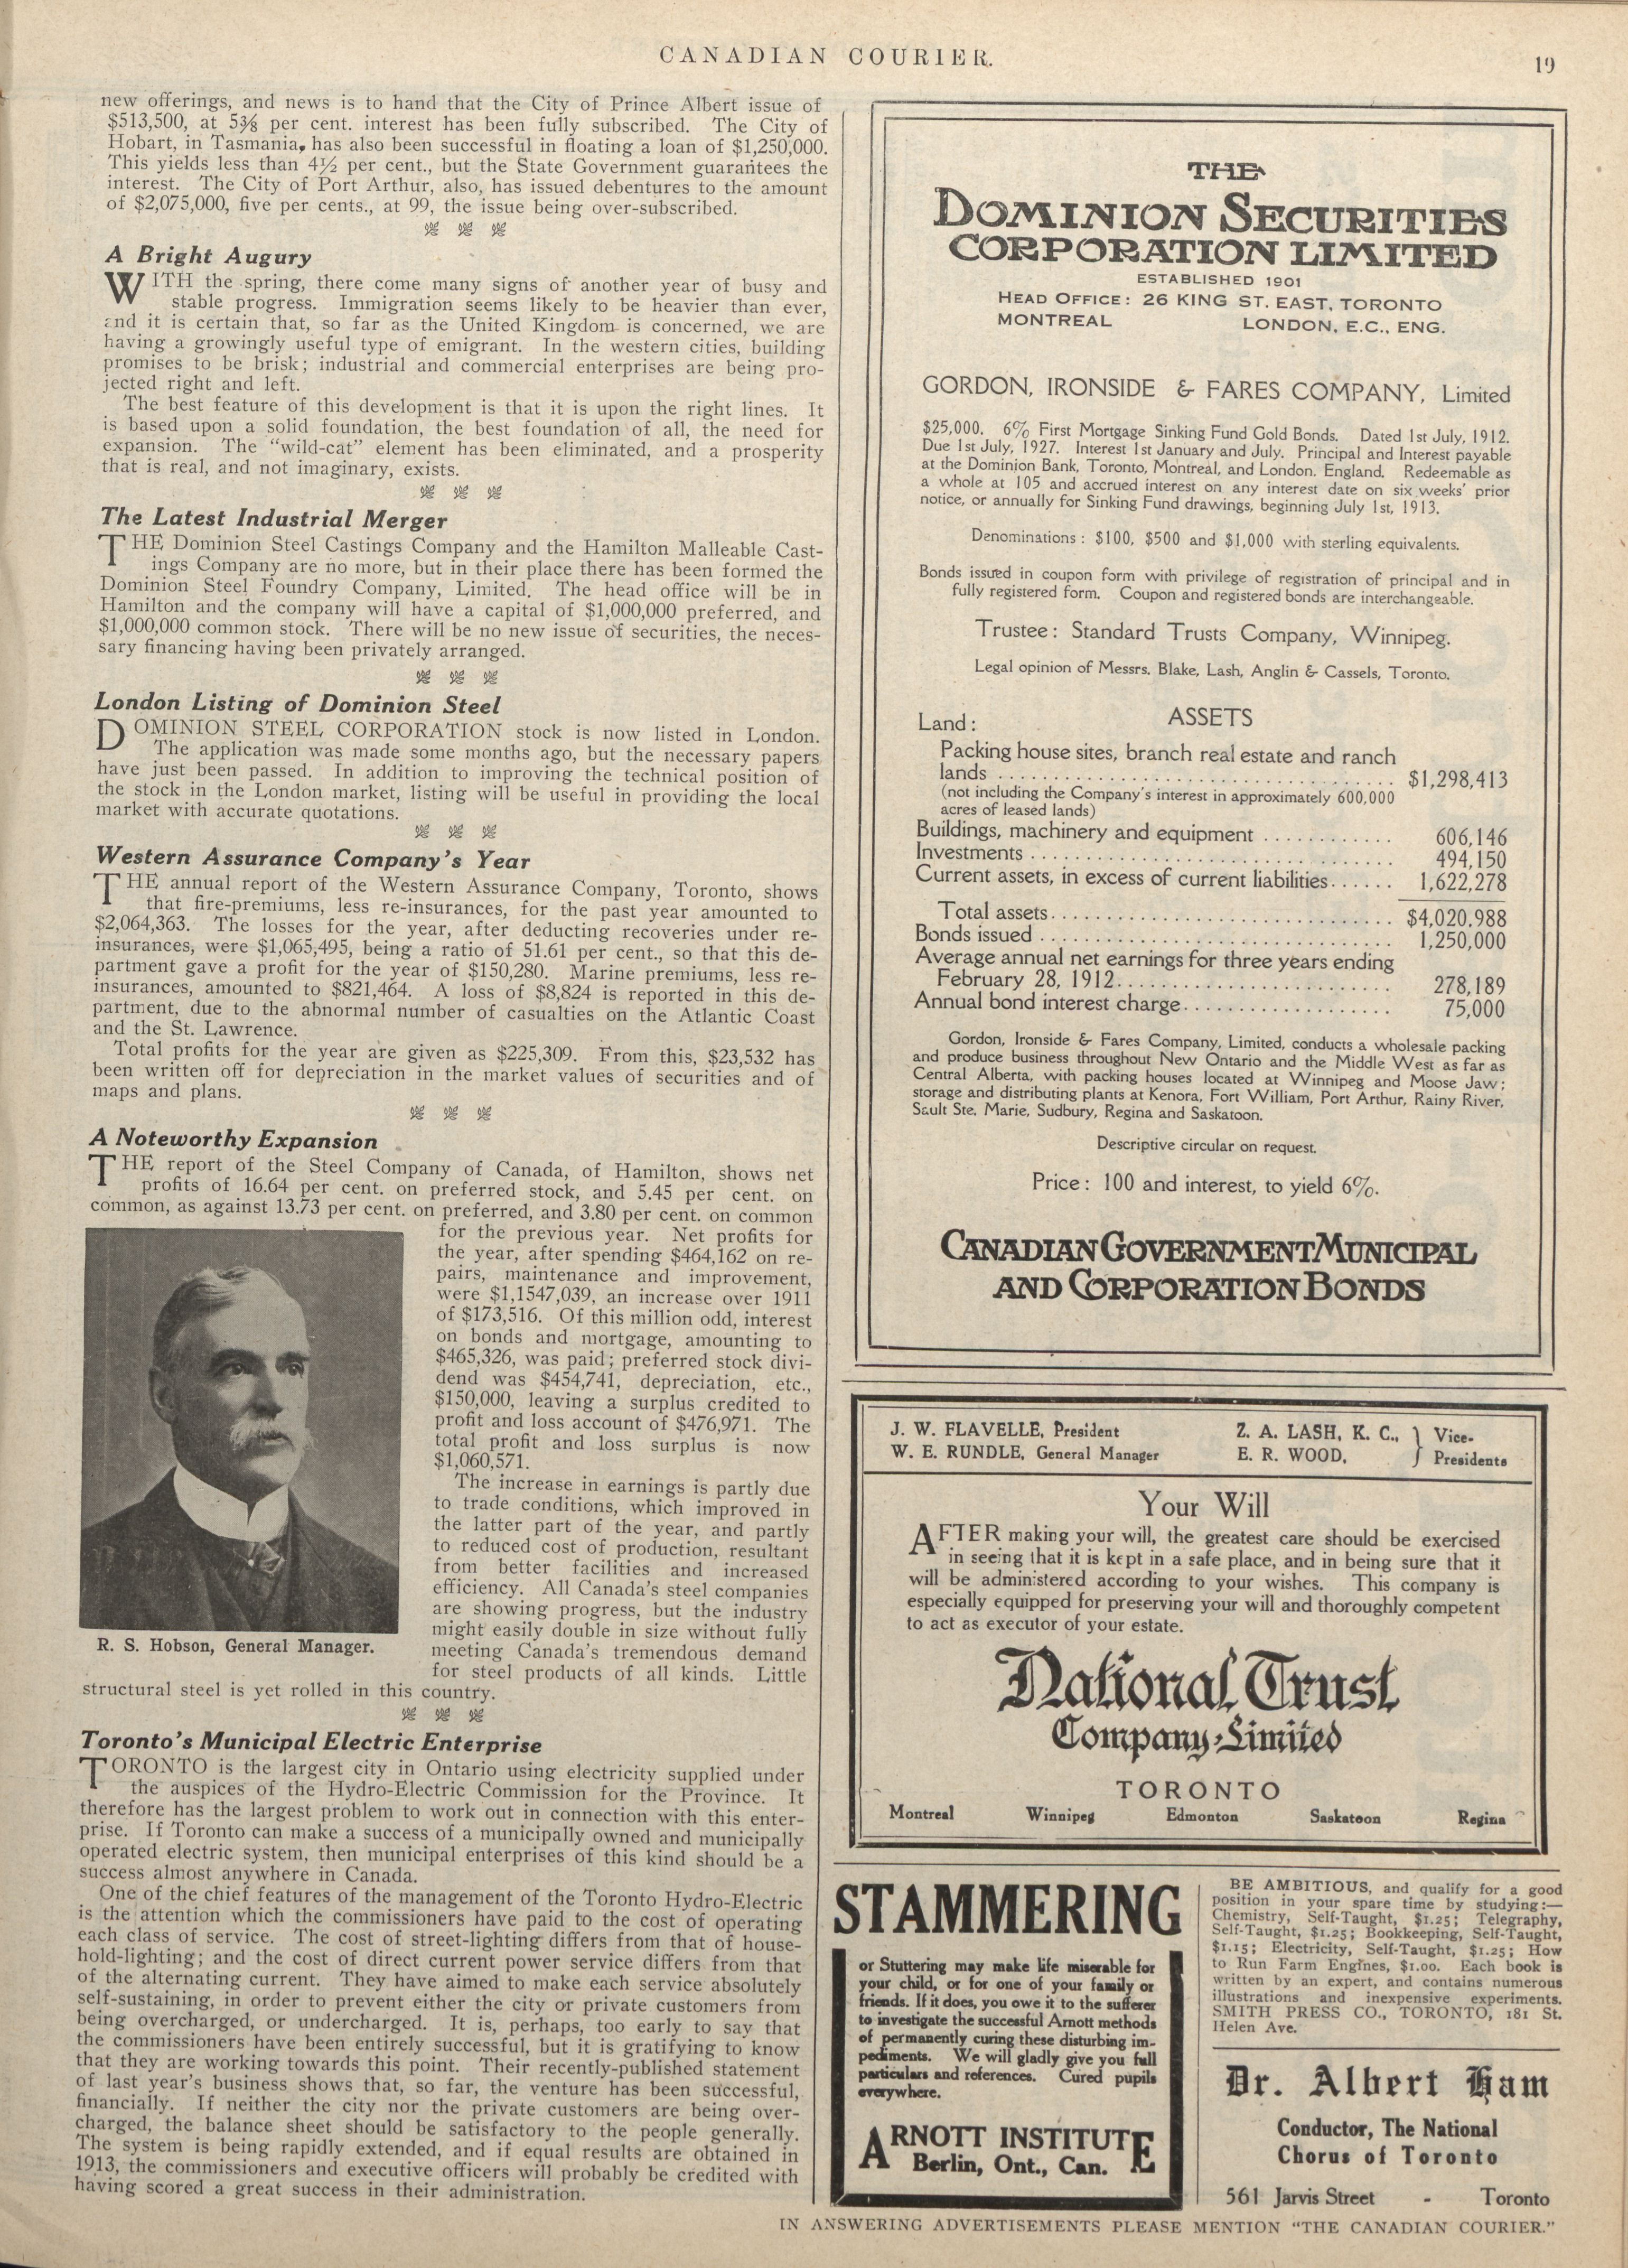 CANADIAN COURIER.
19
new offerings, and news is to hand that the City of Prince Albert issue of
$513,500, at 5⅜ per cent. interest has been fully subscribed. The City of
Hobart, in Tasmania, has also been successful in floating a loan of $1,250,000.
This yields less than 4½ per cent., but the State Government guarantees the
interest. The City of Port Arthur, also, has issued debentures to the amount
of $2,075,000, five per cents., at 99, the issue being over-subscribed.
A Bright Augury
WITH the spring, there come many signs of another year of busy and
stable progress. Immigration seems likely to be heavier than ever,
and it is certain that, so far as the United Kingdom is concerned, we are
having a growingly useful type of emigrant. In the western cities, building
promises to be brisk; industrial and commercial enterprises are being pro-
jected right and left.
The best feature of this development is that it is upon the right lines. It
is based upon a solid foundation, the best foundation of all, the need for
expansion. The "wild-cat" element has been eliminated, and a prosperity
that is real, and not imaginary, exists.
The Latest Industrial Merger
THE Dominion Steel Castings Company and the Hamilton Malleable Cast-
ings Company are no more, but in their place there has been formed the
Dominion Steel Foundry Company, Limited. The head office will be in
Hamilton and the company will have a capital of $1,000,000 preferred, and
$1,000,000 common stock. There will be no new issue of securities, the neces-
sary financing having been privately arranged.
London Listing of Dominion Steel
DOMINION STEEL CORPORATION stock is now listed in London.
The application was made some months ago, but the necessary papers
have just been passed. In addition to improving the technical position of
the stock in the London market, listing will be useful in providing the local
market with accurate quotations.
Western Assurance Company's Year
THE annual report of the Western Assurance Company, Toronto, shows
that fire-premiums, less re-insurances, for the past year amounted to
$2,064,363. The losses for the year, after deducting recoveries under re-
insurances, were $1,065,495, being a ratio of 51.61 per cent., so that this de-
partment gave a profit for the year of $150,280. Marine premiums, less re-
insurances, amounted to $821,464. A loss of $8,824 is reported in this de-
partment, due to the abnormal number of casualties on the Atlantic Coast
and the St. Lawrence.
Total profits for the year are given as $225,309. From this, $23,532 has
been written off for depreciation in the market values of securities and of
maps and plans.
A Noteworthy Expansion
THE report of the Steel Company of Canada, of Hamilton, shows net
profits of 16.64 per cent. on preferred stock, and 5.45 per cent. on
common, as against 13.73 per cent. on preferred, and 3.80 per cent. on common
for the previous year. Net profits for
the year, after spending $464,162 on re-
pairs, maintenance and improvement,
were $1,1547,039, an increase over 1911
of $173,516. Of this million odd, interest
on bonds and mortgage, amounting to
$465,326, was paid; preferred stock divi-
dend was $454,741, depreciation, etc.,
$150,000, leaving a surplus credited to
profit and loss account of $476,971. The
total profit and loss surplus is now
$1,060,571.
The increase in earnings is partly due
to trade conditions, which improved in
the latter part of the year, and partly
to reduced cost of production, resultant
from better facilities and increased
efficiency. All Canada's steel companies
are showing progress, but the industry
might easily double in size without fully
meeting Canada's tremendous demand
for steel products of all kinds. Little
structural steel is yet rolled in this country.
R. S. Hobson, General Manager.
Toronto's Municipal Electric Enterprise
TORONTO is the largest city in Ontario using electricity supplied under
the auspices of the Hydro-Electric Commission for the Province. It
therefore has the largest problem to work out in connection with this enter-
prise. If Toronto can make a success of a municipally owned and municipally
operated electric system, then municipal enterprises of this kind should be a
success almost anywhere in Canada.
One of the chief features of the management of the Toronto Hydro-Electric
is the attention which the commissioners have paid to the cost of operating
each class of service. The cost of street-lighting differs from that of house-
hold-lighting; and the cost of direct current power service differs from that
of the alternating current. They have aimed to make each service absolutely
self-sustaining, in order to prevent either the city or private customers from
being overcharged, or undercharged. It is, perhaps, too early to say that
the commissioners have been entirely successful, but it is gratifying to know
that they are working towards this point. Their recently-published statement
of last year's business shows that, so far, the venture has been successful,
financially. If neither the city nor the private customers are being over-
charged, the balance sheet should be satisfactory to the people generally.
The system is being rapidly extended, and if equal results are obtained in
1913, the commissioners and executive officers will probably be credited with
having scored a great success in their administration.
THE
DOMINION SECURITIES
CORPORATION LIMITED
ESTABLISHED 1901
HEAD OFFICE: 26 KING ST. EAST, TORONTO
MONTREAL LONDON, E.C., ENG.
GORDON, IRONSIDE & FARES COMPANY, Limited
$25,000. 6% First Mortgage Sinking Fund Gold Bonds. Dated 1st July, 1912.
Due 1st July, 1927. Interest 1st January and July. Principal and Interest payable
at the Dominion Bank, Toronto, Montreal, and London, England. Redeemable as
a whole at 105 and accrued interest on any interest date on six weeks' prior
notice, or annually for Sinking Fund drawings, beginning July 1st, 1913.
Denominations: $100, $500 and $1,000 with sterling equivalents.
Bonds issued in coupon form with privilege of registration of principal and in
fully registered form. Coupon and registered bonds are interchangeable.
Trustee: Standard Trusts Company, Winnipeg.
Legal opinion of Messrs. Blake, Lash, Anglin & Cassels, Toronto.
ASSETS
Land:
Packing house sites, branch real estate and ranch
lands ........ $1,298,413
(not including the Company's interest in approximately 600,000
acres of leased lands)
Buildings, machinery and equipment ........ 606,146
Investments ........ 494,150
Current assets, in excess of current liabilities...... 1,622,278
Total assets........ $4,020,988
Bonds issued ........ 1,250,000
Average annual net earnings for three years ending
February 28, 1912........ 278,189
Annual bond interest charge........ 75,000
Gordon, Ironside & Fares Company, Limited, conducts a wholesale packing
and produce business throughout New Ontario and the Middle West as far as
Central Alberta, with packing houses located at Winnipeg and Moose Jaw;
storage and distributing plants at Kenora, Fort William, Port Arthur, Rainy River,
Sault Ste. Marie, Sudbury, Regina and Saskatoon.
Descriptive circular on request.
Price: 100 and interest, to yield 6%.
CANADIAN GOVERNMENT MUNICIPAL
AND CORPORATION BONDS
J. W. FLAVELLE, President Z. A. LASH, K. C., } Vice-
W. E. RUNDLE, General Manager E. R. WOOD, Presidents
Your Will
AFTER making your will, the greatest care should be exercised
in seeing that it is kept in a safe place, and in being sure that it
will be administered according to your wishes. This company is
especially equipped for preserving your will and thoroughly competent
to act as executor of your estate.
National Trust
Company Limited
TORONTO
Montreal Winnipeg Edmonton Saskatoon Regina
STAMMERING
or Stuttering may make life miserable for
your child, or for one of your family or
friends. If it does, you owe it to the sufferer
to investigate the successful Arnott methods
of permanently curing these disturbing im-
pediments. We will gladly give you full
particulars and references. Cured pupils
everywhere.
ARNOTT INSTITUTE
Berlin, Ont., Can.
BE AMBITIOUS, and qualify for a good
position in your spare time by studying:—
Chemistry, Self-Taught, $1.25; Telegraphy,
Self-Taught, $1.25; Bookkeeping, Self-Taught,
$1.15; Electricity, Self-Taught, $1.25; How
to Run Farm Engines, $1.00. Each book is
written by an expert, and contains numerous
illustrations and inexpensive experiments.
SMITH PRESS CO., TORONTO, 181 St.
Helen Ave.
Dr. Albert Ham
Conductor, The National
Chorus of Toronto
561 Jarvis Street - Toronto
IN ANSWERING ADVERTISEMENTS PLEASE MENTION "THE CANADIAN COURIER."